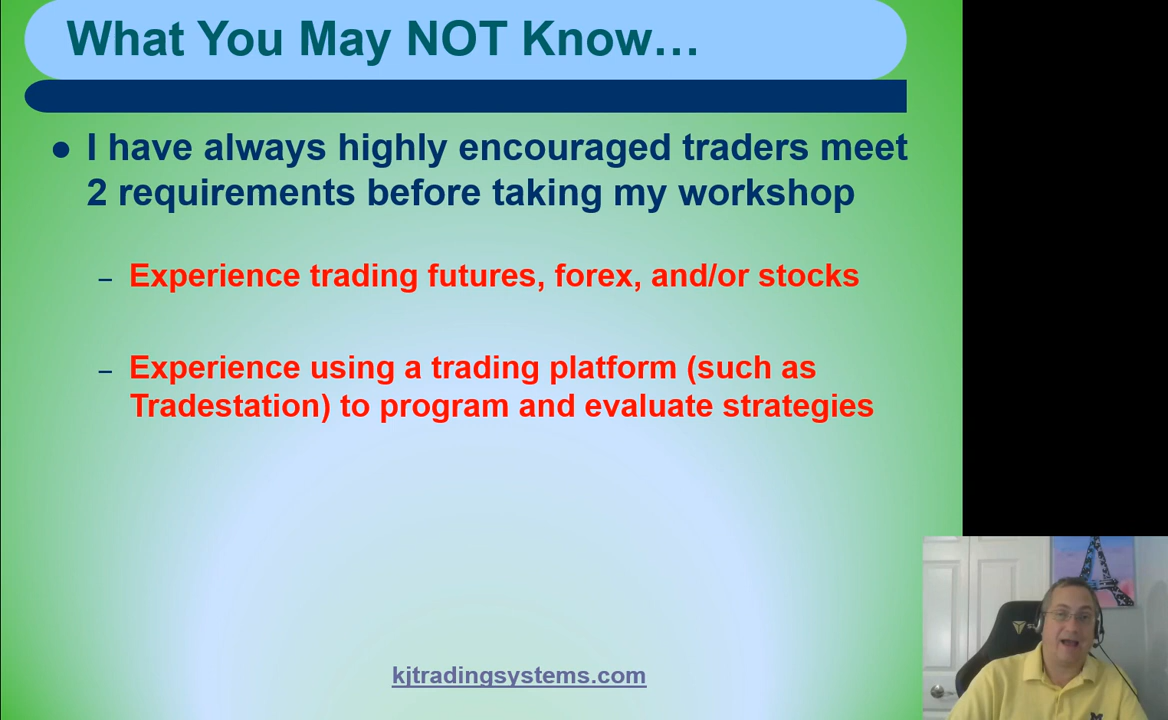 What You May NOT Know…
● I have always highly encouraged traders meet
2 requirements before taking my workshop
– Experience trading futures, forex, and/or stocks
– Experience using a trading platform (such as
Tradestation) to program and evaluate strategies
kjtradingsystems.com